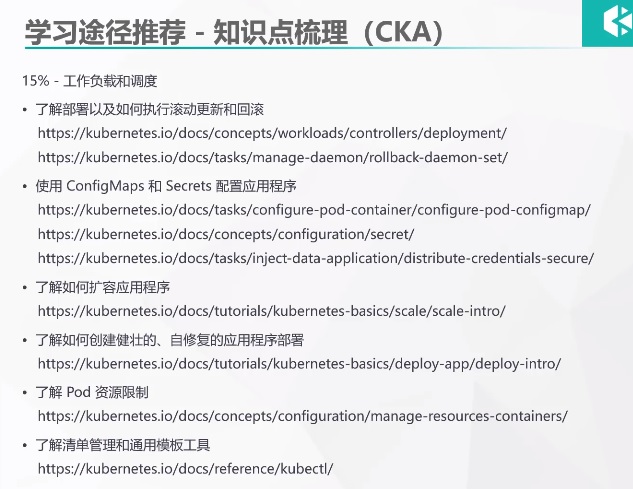 学习途径推荐 - 知识点梳理（CKA）
15% - 工作负载和调度
• 了解部署以及如何执行滚动更新和回滚
https://kubernetes.io/docs/concepts/workloads/controllers/deployment/
https://kubernetes.io/docs/tasks/manage-daemon/rollback-daemon-set/
• 使用 ConfigMaps 和 Secrets 配置应用程序
https://kubernetes.io/docs/tasks/configure-pod-container/configure-pod-configmap/
https://kubernetes.io/docs/concepts/configuration/secret/
https://kubernetes.io/docs/tasks/inject-data-application/distribute-credentials-secure/
• 了解如何扩容应用程序
https://kubernetes.io/docs/tutorials/kubernetes-basics/scale/scale-intro/
• 了解如何创建健壮的、自修复的应用程序部署
https://kubernetes.io/docs/tutorials/kubernetes-basics/deploy-app/deploy-intro/
• 了解 Pod 资源限制
https://kubernetes.io/docs/concepts/configuration/manage-resources-containers/
• 了解清单管理和通用模板工具
https://kubernetes.io/docs/reference/kubectl/